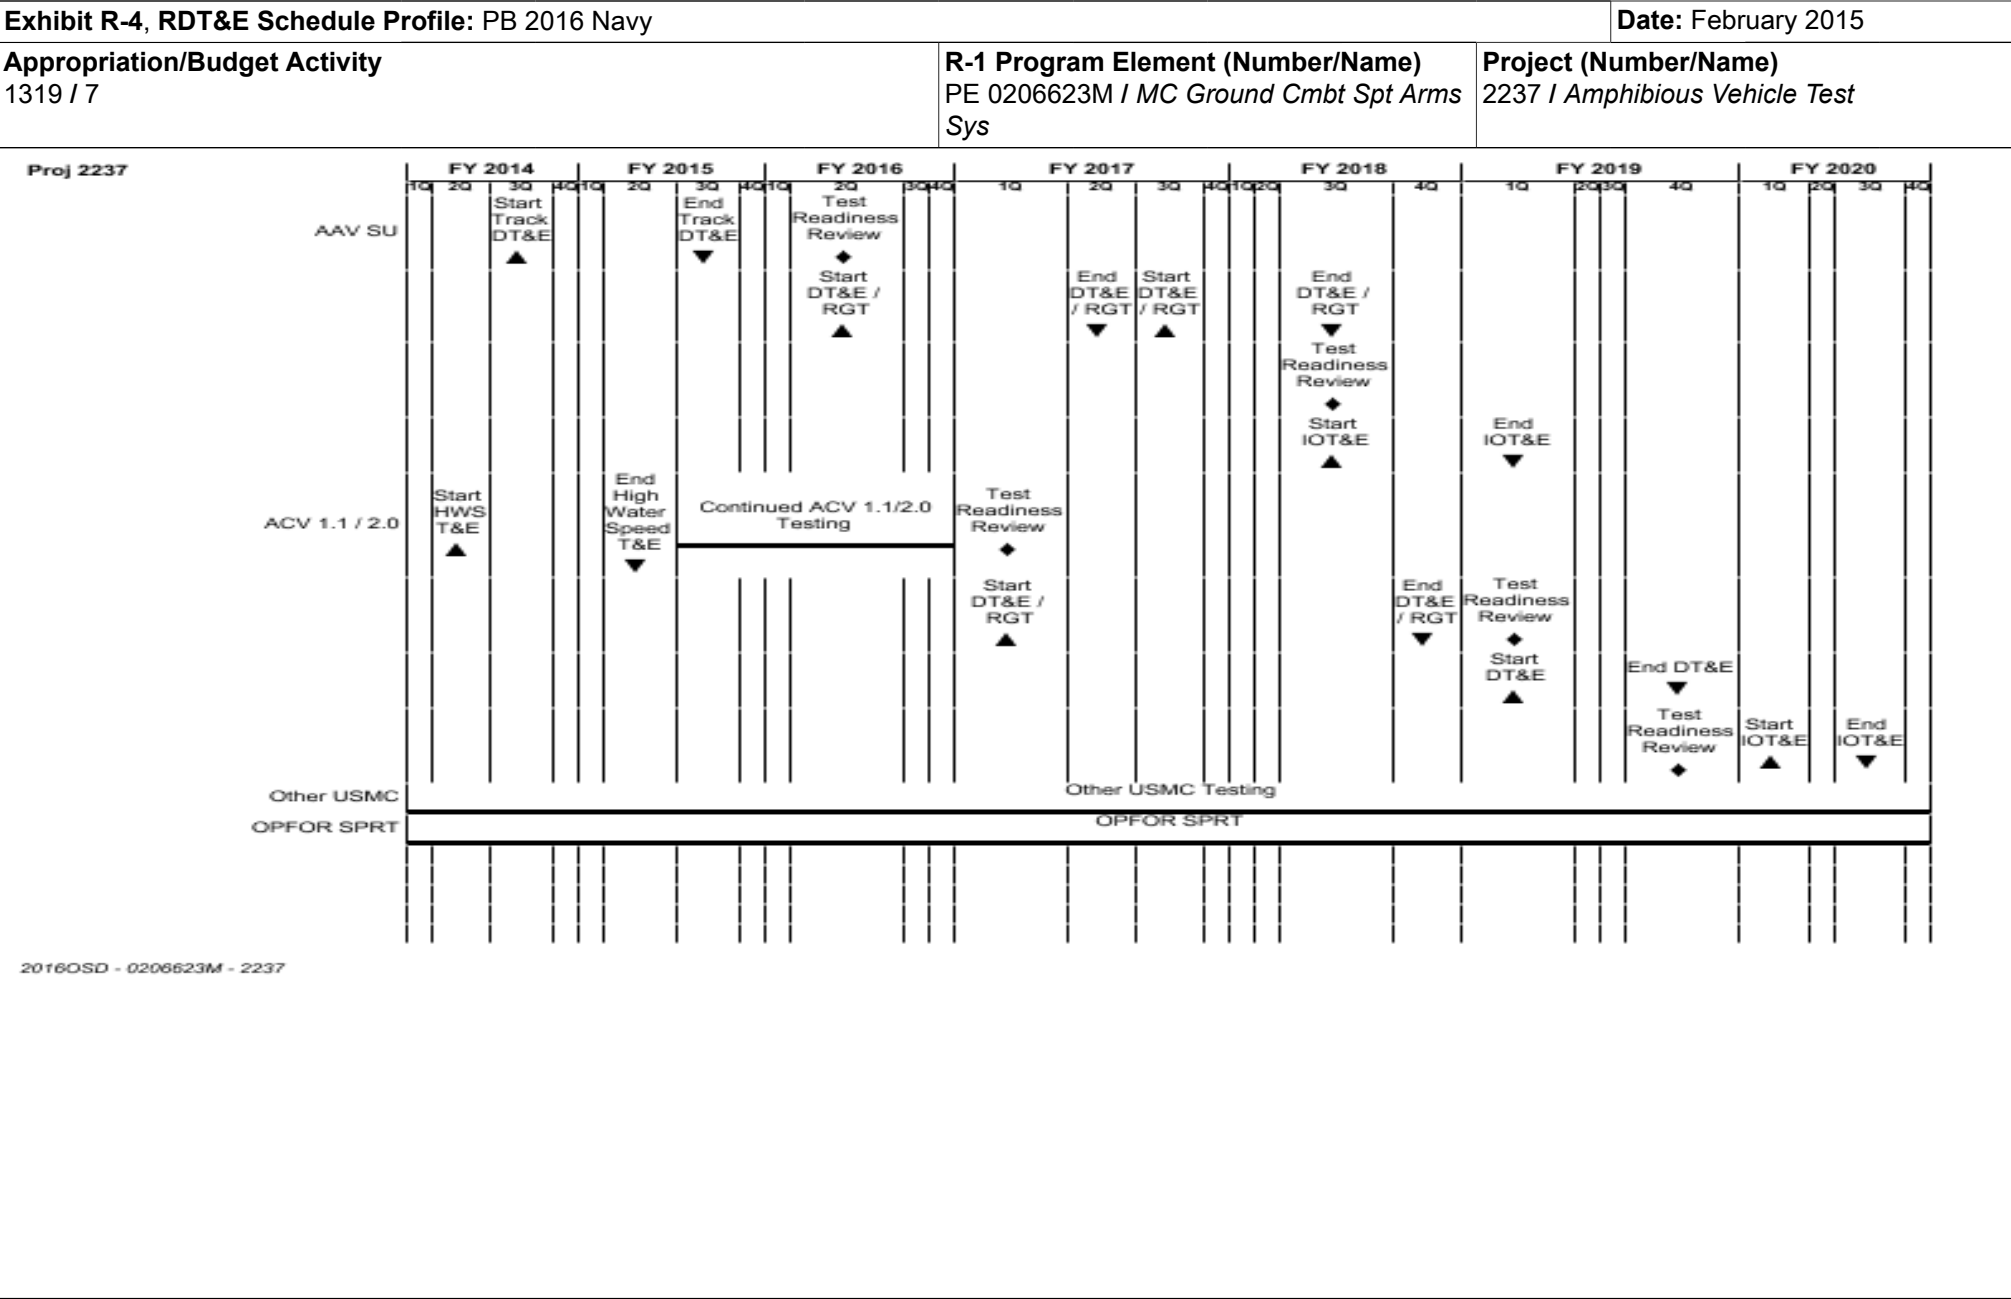 Exhibit R-4, RDT&E Schedule Profile: PB 2016 Navy
Date: February 2015
Appropriation/Budget Activity
1319 / 7
R-1 Program Element (Number/Name)
PE 0206623M / MC Ground Cmbt Spt Arms
Sys
Project (Number/Name)
2237 / Amphibious Vehicle Test
Proj 2237
FY 2014
FY 2015
FY 2016
FY 2017
FY 2018
FY 2019
FY 2020
1Q 2Q 3Q 4Q 1Q 2Q 3Q 4Q 1Q 2Q 3Q 4Q 1Q 2Q 3Q 4Q 1Q 2Q 3Q 4Q 1Q 2Q 3Q 4Q 1Q 2Q 3Q 4Q
AAV SU
Start
Track
DT&E
End
Track
DT&E
Test
Readiness
Review
Start
DT&E /
RGT
End
DT&E
/ RGT
Start
DT&E
/ RGT
End
DT&E /
RGT
Test
Readiness
Review
Start
IOT&E
End
IOT&E
ACV 1.1 / 2.0
Start
HWS
T&E
End
High
Water
Speed
T&E
Continued ACV 1.1/2.0
Testing
Test
Readiness
Review
Start
DT&E /
RGT
End
DT&E
/ RGT
Test
Readiness
Review
Start
DT&E
End DT&E
Test
Readiness
Review
Start
IOT&E
End
IOT&E
Other USMC
Other USMC Testing
OPFOR SPRT
OPFOR SPRT
2016OSD - 0206623M - 2237